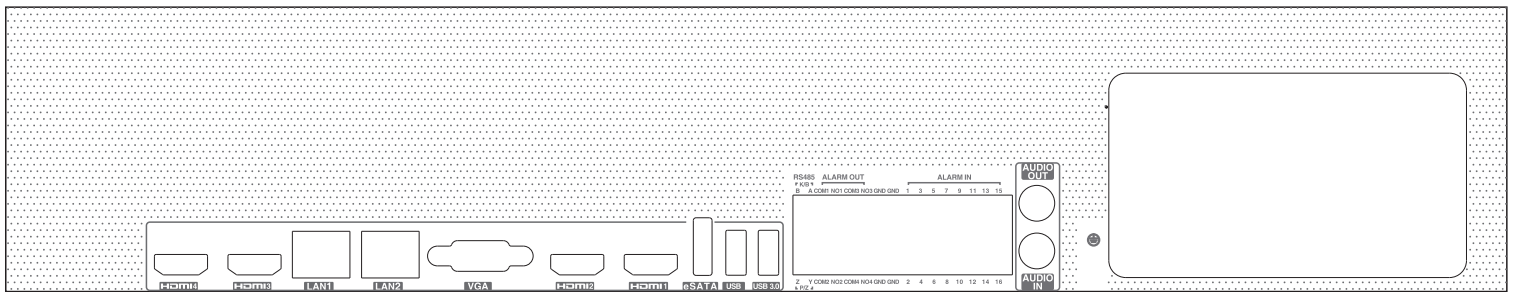 AUDIO
OUT
RS485 ALARM OUT ALARM IN
K/B
B A COM1 NO1 COM3 NO3 GND GND 1 3 5 7 9 11 13 15
Z Y COM2 NO2 COM4 NO4 GND GND 2 4 6 8 10 12 14 16
P/Z
AUDIO
IN
HDMI4 HDMI3 LAN1 LAN2 VGA HDMI2 HDMI1 eSATA USB USB 3.0